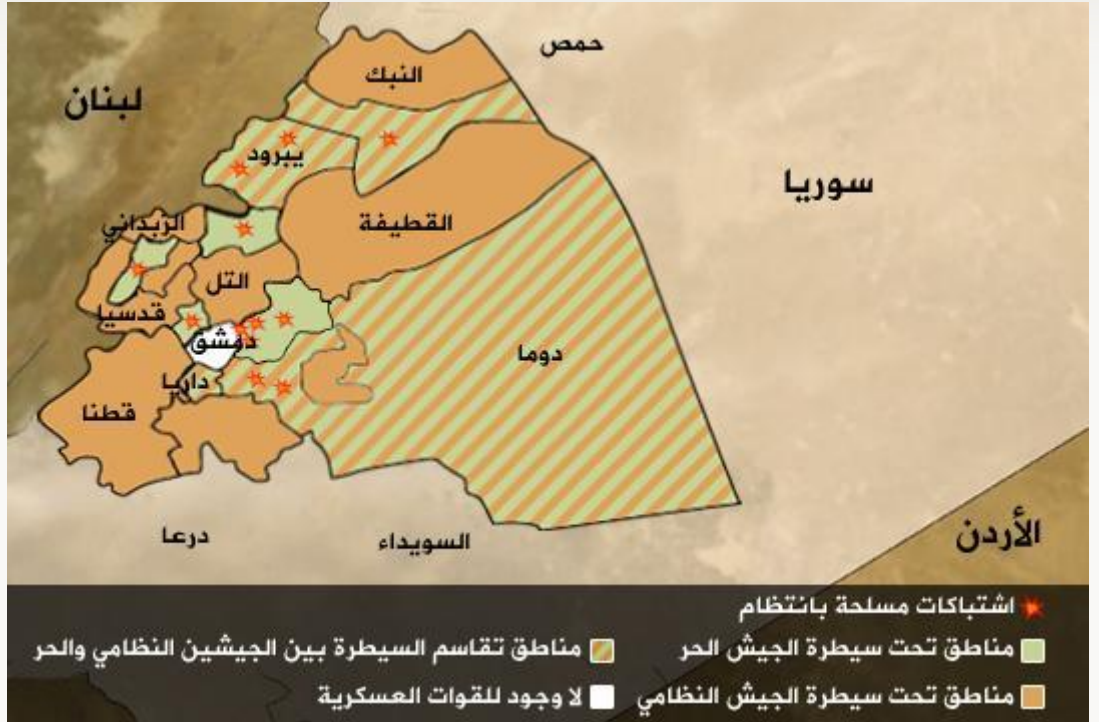 حمص
النبك
لبنان
يبرود
سوريا
الزبداني
القطيفة
التل
قدسيا
دمشق
دوما
داريا
قطنا
درعا
السويداء
الأردن
اشتباكات مسلحة بانتظام
مناطق تحت سيطرة الجيش الحر
مناطق تقاسم السيطرة بين الجيشين النظامي والحر
مناطق تحت سيطرة الجيش النظامي
لا وجود للقوات العسكرية